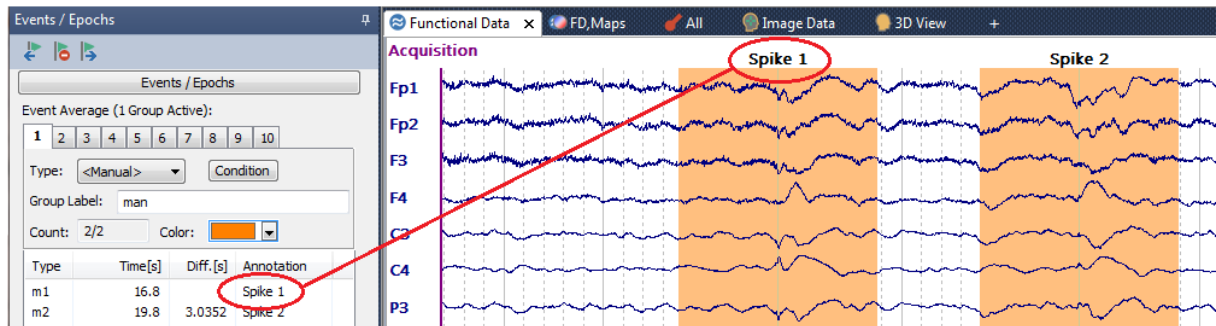 Events / Epochs
Events / Epochs
Event Average (1 Group Active):
1 2 3 4 5 6 7 8 9 10
Type: <Manual> Condition
Group Label: man
Count: 2/2 Color:
Type Time[s] Diff.[s] Annotation
m1 16.8 Spike 1
m2 19.8 3.0352 Spike 2
Functional Data x FD,Maps All Image Data 3D View +
Acquisition
Spike 1 Spike 2
Fp1
Fp2
F3
F4
C3
C4
P3